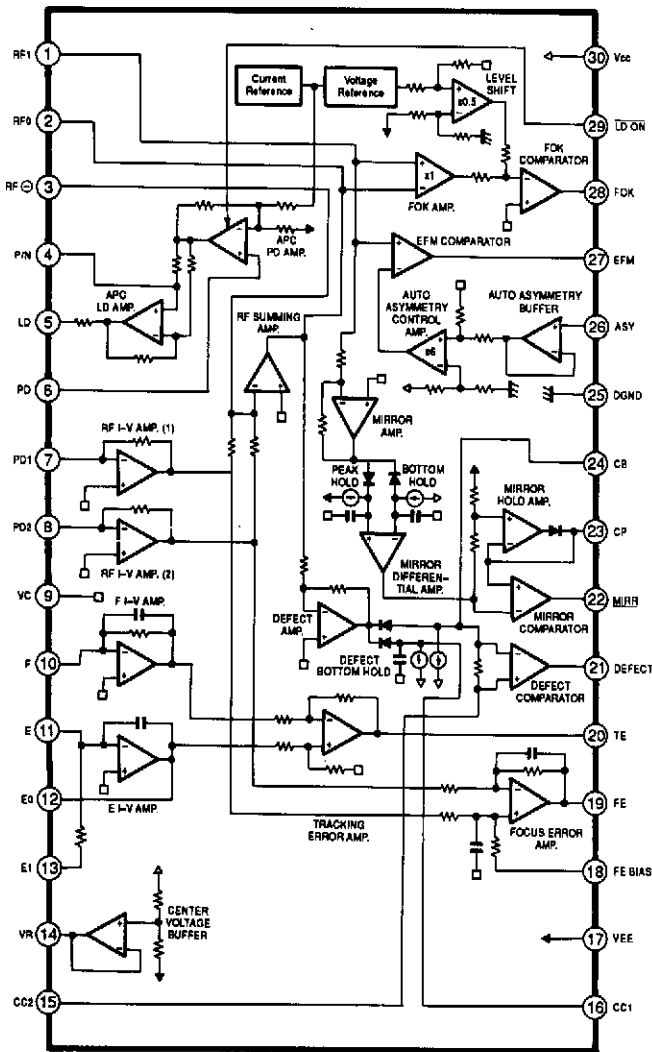 RF1 1
RF0 2
RF ⊖ 3
P/N 4
LD 5
PD 6
PD1 7
PD2 8
VC 9
F 10
E 11
E0 12
E1 13
VR 14
CC2 15
30 Vcc
29 LD ON
28 FOK
27 EFM
26 ASY
25 DGND
24 CB
23 CP
22 MIRR
21 DEFECT
20 TE
19 FE
18 FE BIAS
17 VEE
16 CC1
Current
Reference
Voltage
Reference
LEVEL
SHIFT
x0.5
FOK
COMPARATOR
x1
FOK AMP.
APC
PD AMP.
EFM COMPARATOR
APC
LD AMP.
RF SUMMING
AMP.
AUTO
ASYMMETRY
CONTROL
AMP.
x6
AUTO ASYMMETRY
BUFFER
MIRROR
AMP.
RF I-V AMP. (1)
RF I-V AMP. (2)
PEAK
HOLD
BOTTOM
HOLD
MIRROR
HOLD AMP.
MIRROR
DIFFEREN-
TIAL AMP.
MIRROR
COMPARATOR
F I-V AMP.
DEFECT
AMP.
DEFECT
BOTTOM HOLD
DEFECT
COMPARATOR
E I-V AMP.
TRACKING
ERROR AMP.
FOCUS ERROR
AMP.
CENTER
VOLTAGE
BUFFER